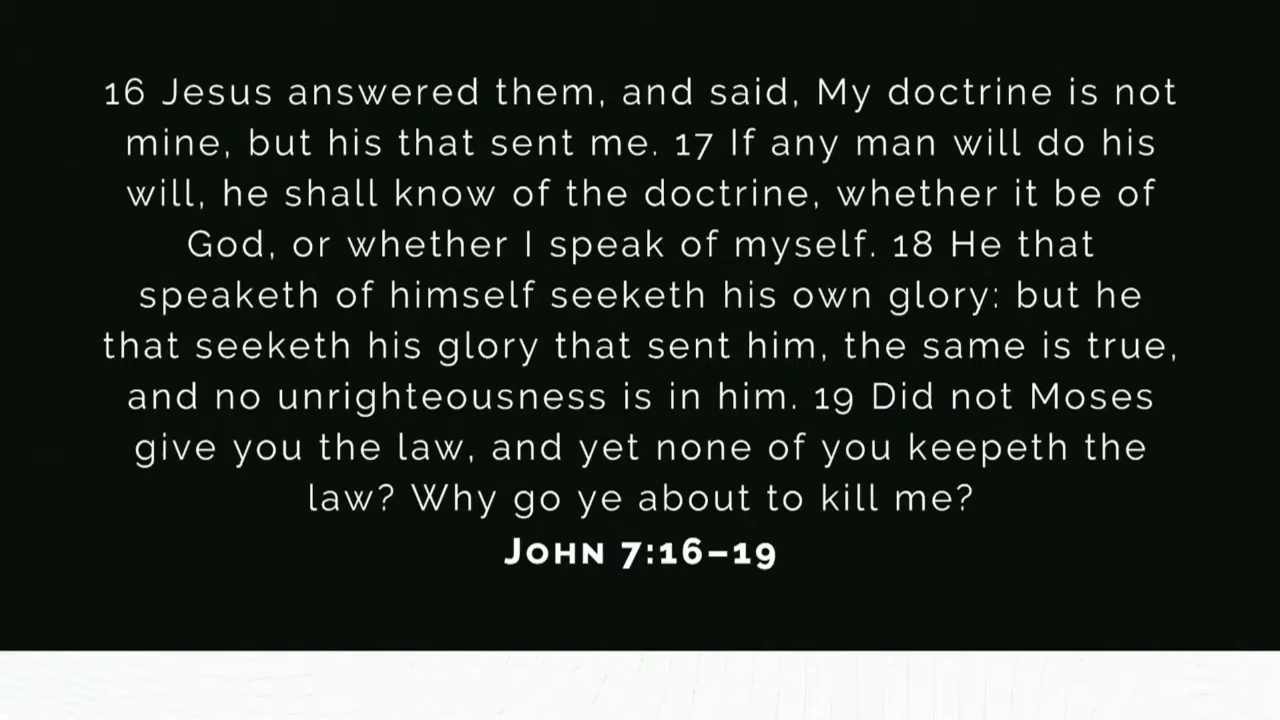 16 Jesus answered them, and said, My doctrine is not
mine, but his that sent me. 17 If any man will do his
will, he shall know of the doctrine, whether it be of
God, or whether I speak of myself. 18 He that
speaketh of himself seeketh his own glory: but he
that seeketh his glory that sent him, the same is true,
and no unrighteousness is in him. 19 Did not Moses
give you the law, and yet none of you keepeth the
law? Why go ye about to kill me?
John 7:16–19